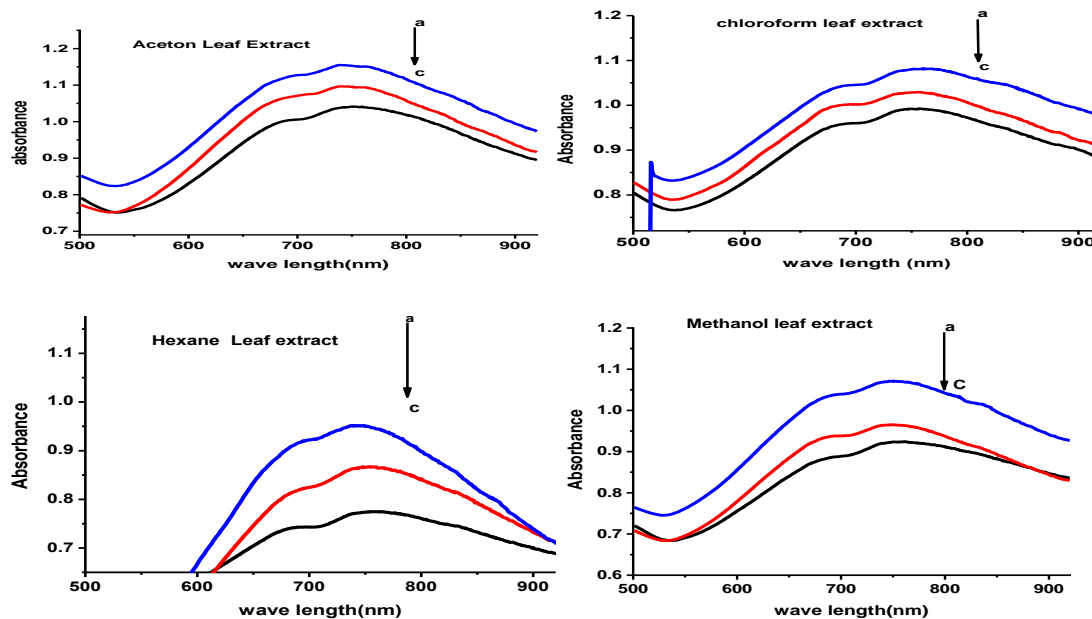 Aceton Leaf Extract
a
c
absorbance
1.2
1.1
1.0
0.9
0.8
0.7
500 600 700 800 900
wave length(nm)
chloroform leaf extract
a
c
Absorbance
1.2
1.1
1.0
0.9
0.8
500 600 700 800 900
wave length (nm)
Hexane Leaf extract
a
c
Absorbance
1.1
1.0
0.9
0.8
0.7
500 600 700 800 900
wave length(nm)
Methanol leaf extract
a
C
Absorbance
1.2
1.1
1.0
0.9
0.8
0.7
0.6
500 600 700 800 900
wave length(nm)